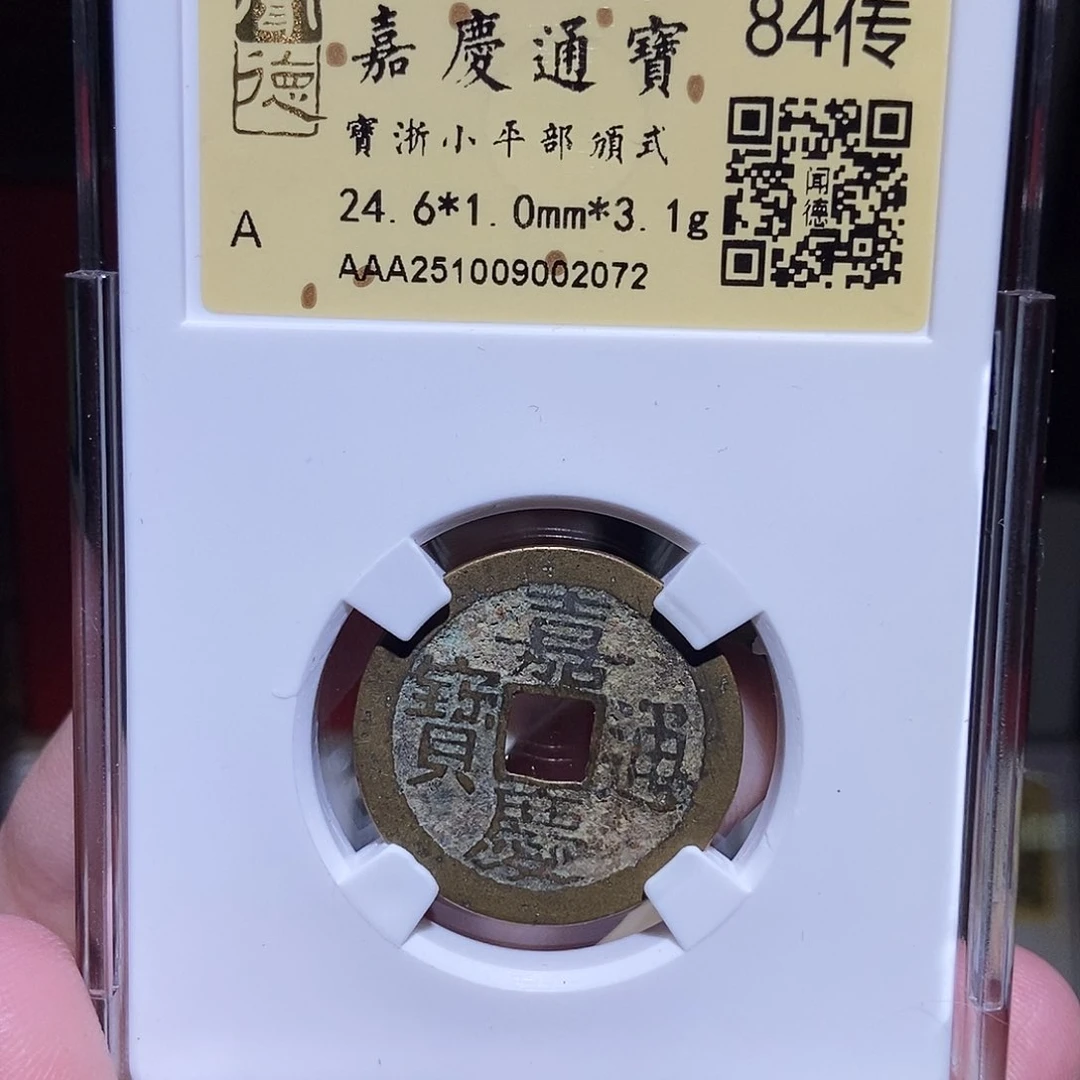 德
嘉慶通寶
84传
寶浙小平部頒式
24.6*1.0mm*3.1g
A
AAA251009002072
闻
德
嘉
寶 通
慶